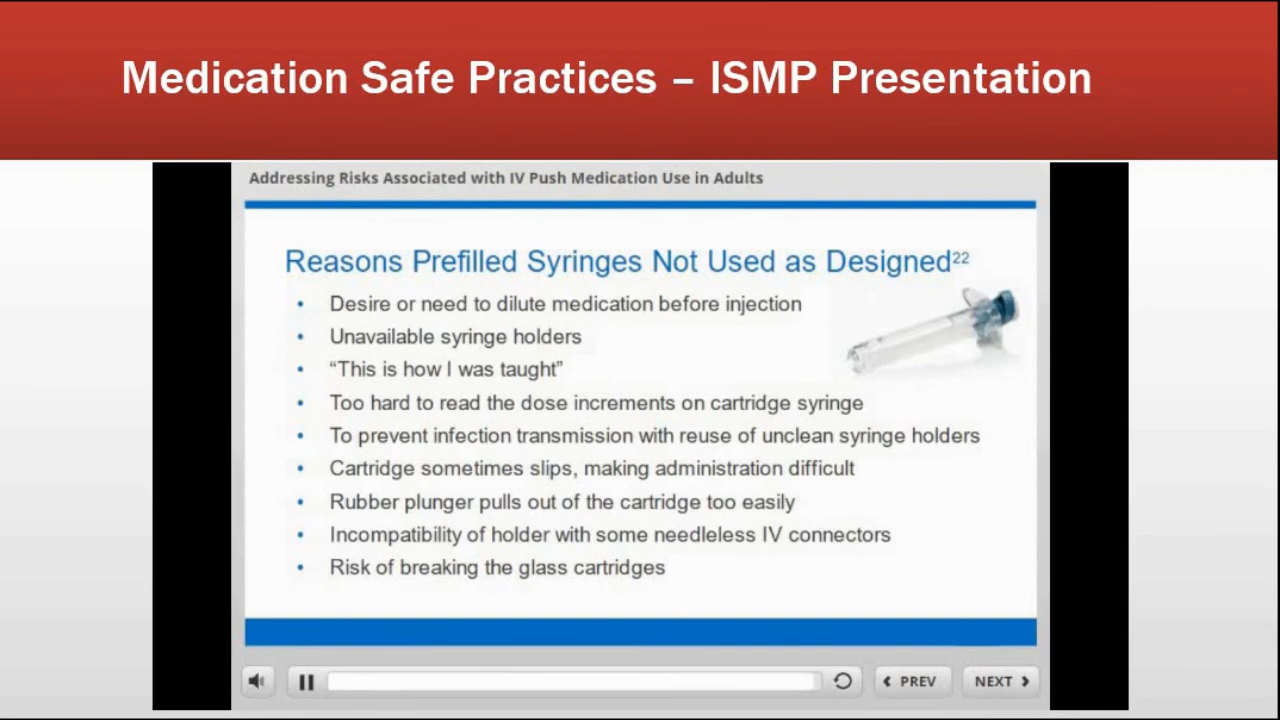 Medication Safe Practices – ISMP Presentation
Addressing Risks Associated with IV Push Medication Use in Adults
Reasons Prefilled Syringes Not Used as Designed²²
• Desire or need to dilute medication before injection
• Unavailable syringe holders
• “This is how I was taught”
• Too hard to read the dose increments on cartridge syringe
• To prevent infection transmission with reuse of unclean syringe holders
• Cartridge sometimes slips, making administration difficult
• Rubber plunger pulls out of the cartridge too easily
• Incompatibility of holder with some needleless IV connectors
• Risk of breaking the glass cartridges
PREV NEXT